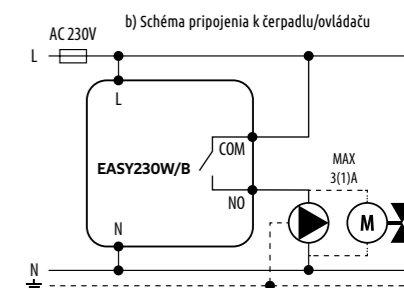 b) Schéma pripojenia k čerpadlu/ovládaču
AC 230V
L
L
COM
EASY230W/B
NO
MAX
3(1)A
M
N
N